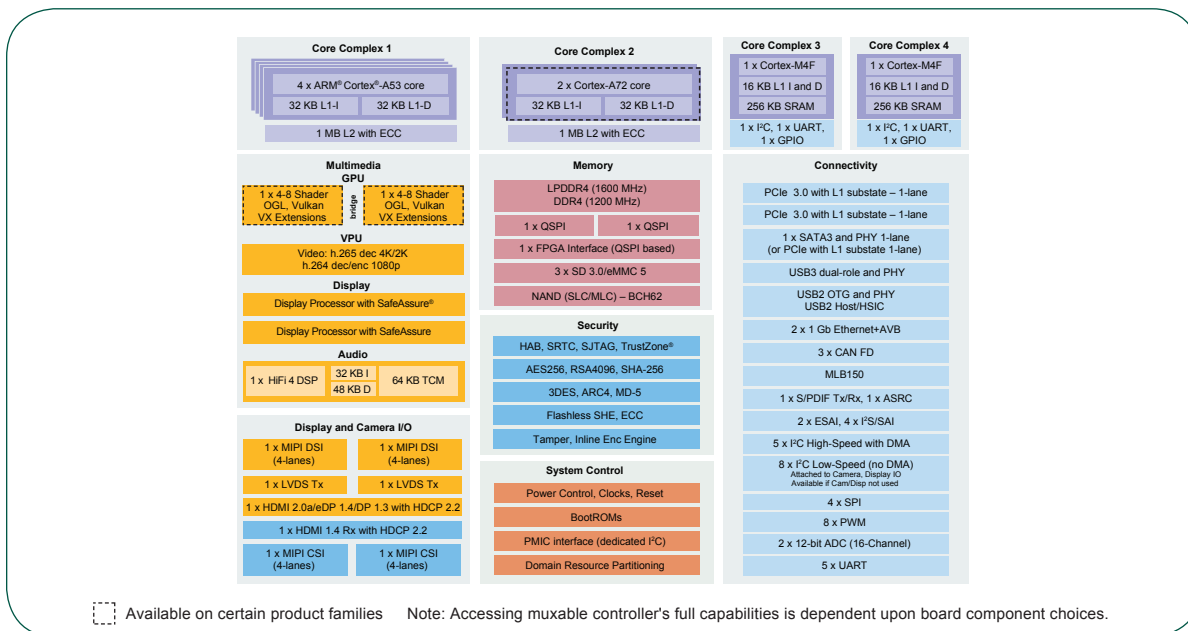 Core Complex 1
4 x ARM® Cortex®-A53 core
32 KB L1-I
32 KB L1-D
1 MB L2 with ECC
Core Complex 2
2 x Cortex-A72 core
32 KB L1-I
32 KB L1-D
1 MB L2 with ECC
Core Complex 3
1 x Cortex-M4F
16 KB L1 I and D
256 KB SRAM
1 x I²C, 1 x UART,
1 x GPIO
Core Complex 4
1 x Cortex-M4F
16 KB L1 I and D
256 KB SRAM
1 x I²C, 1 x UART,
1 x GPIO
Multimedia
GPU
1 x 4-8 Shader
OGL, Vulkan
VX Extensions
bridge
1 x 4-8 Shader
OGL, Vulkan
VX Extensions
VPU
Video: h.265 dec 4K/2K
h.264 dec/enc 1080p
Display
Display Processor with SafeAssure®
Display Processor with SafeAssure
Audio
1 x HiFi 4 DSP
32 KB I
48 KB D
64 KB TCM
Display and Camera I/O
1 x MIPI DSI
(4-lanes)
1 x MIPI DSI
(4-lanes)
1 x LVDS Tx
1 x LVDS Tx
1 x HDMI 2.0a/eDP 1.4/DP 1.3 with HDCP 2.2
1 x HDMI 1.4 Rx with HDCP 2.2
1 x MIPI CSI
(4-lanes)
1 x MIPI CSI
(4-lanes)
Memory
LPDDR4 (1600 MHz)
DDR4 (1200 MHz)
1 x QSPI
1 x QSPI
1 x FPGA Interface (QSPI based)
3 x SD 3.0/eMMC 5
NAND (SLC/MLC) – BCH62
Security
HAB, SRTC, SJTAG, TrustZone®
AES256, RSA4096, SHA-256
3DES, ARC4, MD-5
Flashless SHE, ECC
Tamper, Inline Enc Engine
System Control
Power Control, Clocks, Reset
BootROMs
PMIC interface (dedicated I²C)
Domain Resource Partitioning
Connectivity
PCIe 3.0 with L1 substate – 1-lane
PCIe 3.0 with L1 substate – 1-lane
1 x SATA3 and PHY 1-lane
(or PCIe with L1 substate 1-lane)
USB3 dual-role and PHY
USB2 OTG and PHY
USB2 Host/HSIC
2 x 1 Gb Ethernet+AVB
3 x CAN FD
MLB150
1 x S/PDIF Tx/Rx, 1 x ASRC
2 x ESAI, 4 x I²S/SAI
5 x I²C High-Speed with DMA
8 x I²C Low-Speed (no DMA)
Attached to Camera, Display IO
Available if Cam/Disp not used
4 x SPI
8 x PWM
2 x 12-bit ADC (16-Channel)
5 x UART
Available on certain product families
Note: Accessing muxable controller's full capabilities is dependent upon board component choices.